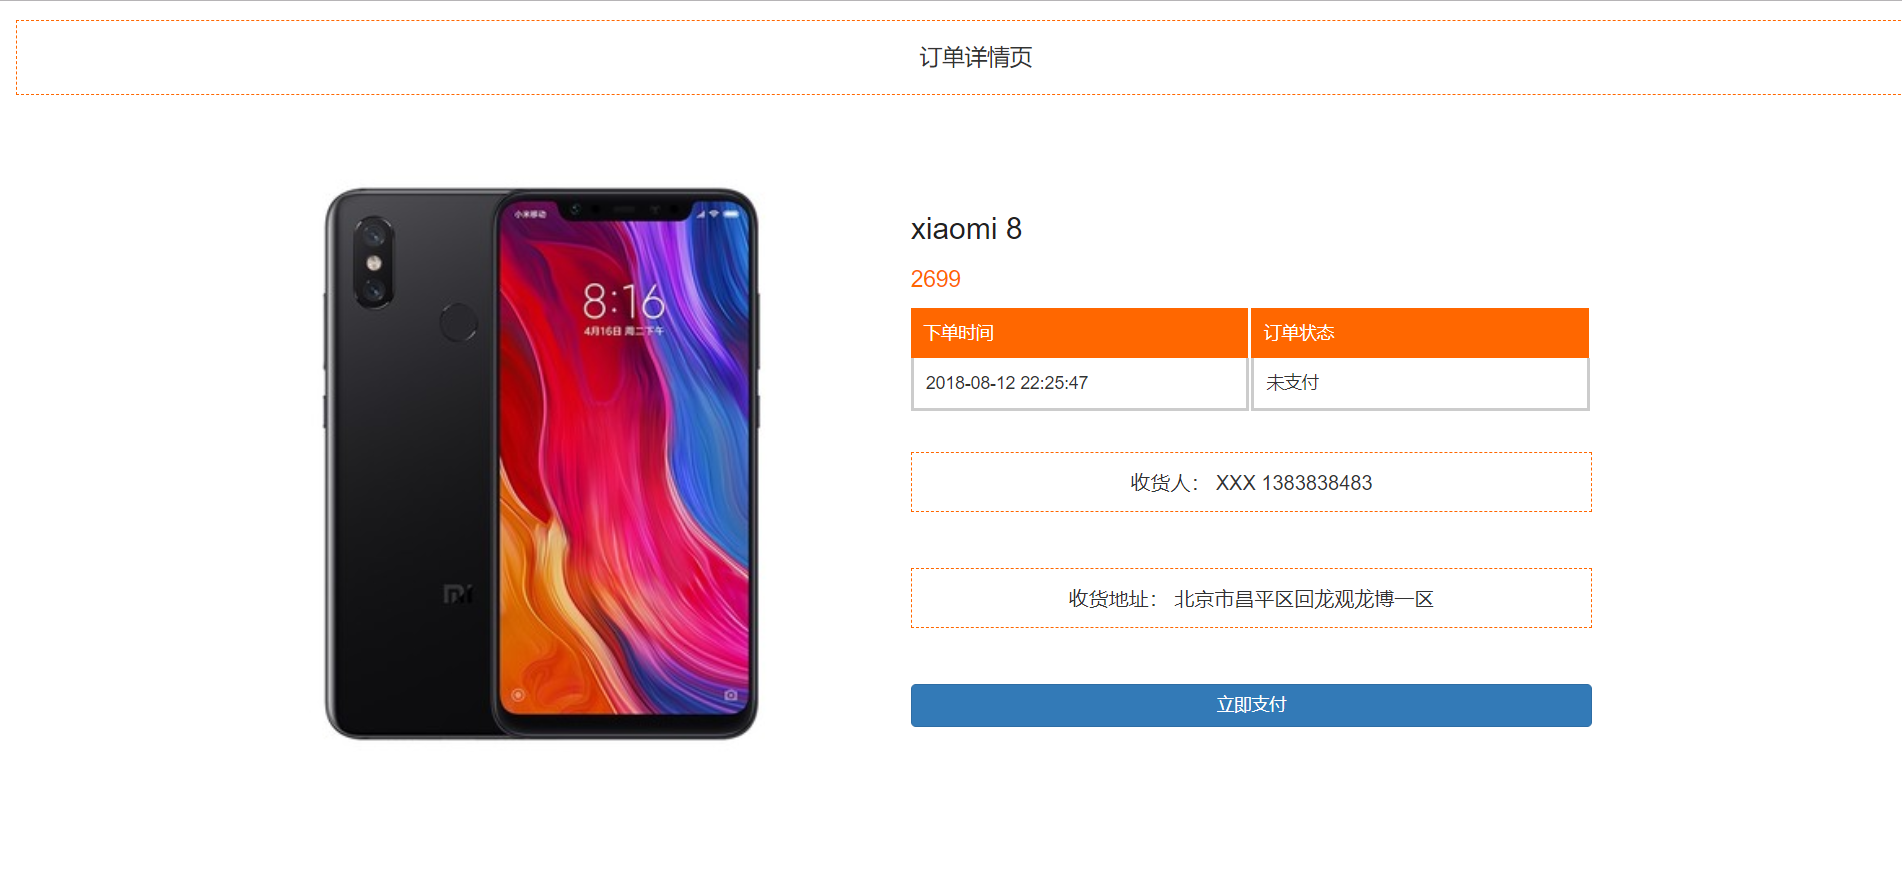 订单详情页
小米移动
8:16
4月16日 周二下午
mi
xiaomi 8
2699
下单时间 订单状态
2018-08-12 22:25:47 未支付
收货人： XXX 1383838483
收货地址： 北京市昌平区回龙观龙博一区
立即支付